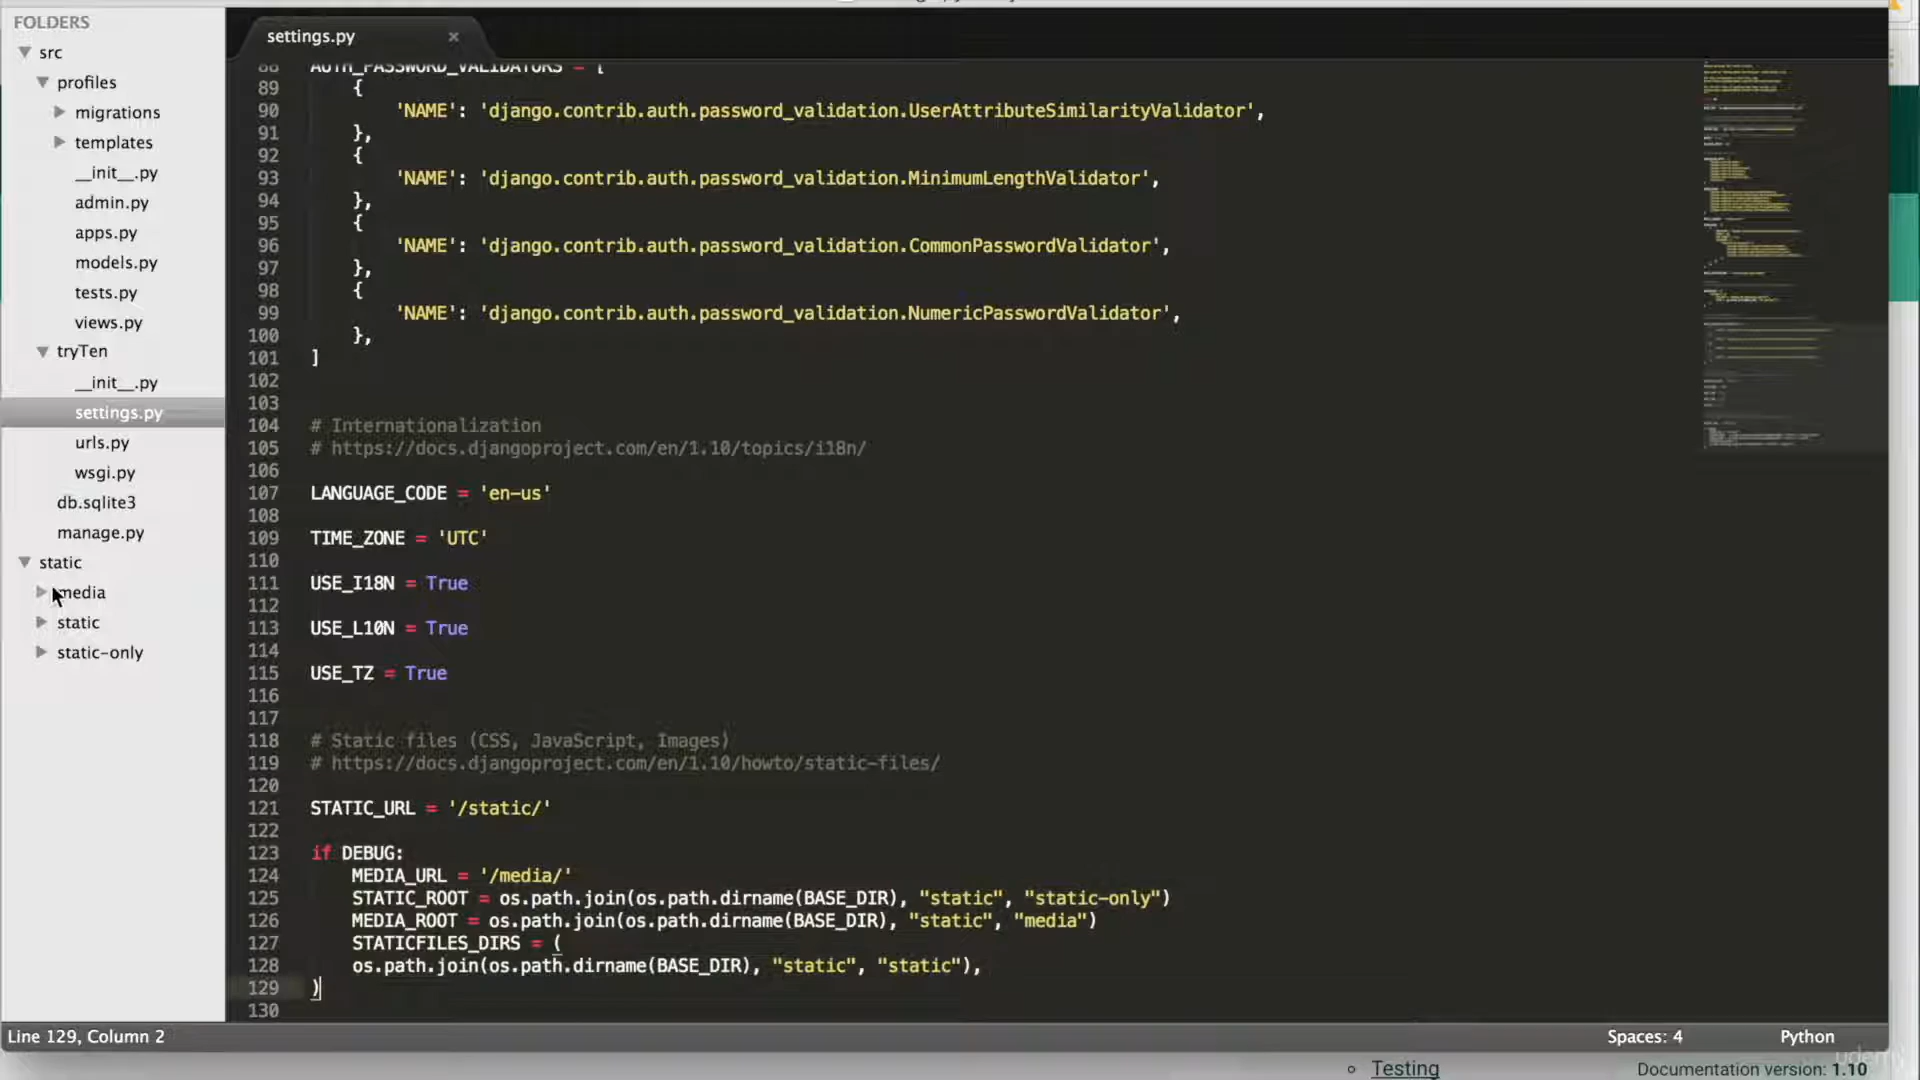 FOLDERS
src
profiles
migrations
templates
__init__.py
admin.py
apps.py
models.py
tests.py
views.py
tryTen
__init__.py
settings.py
urls.py
wsgi.py
db.sqlite3
manage.py
static
media
static
static-only
settings.py ×
88 AUTH_PASSWORD_VALIDATORS = [
89 {
90 'NAME': 'django.contrib.auth.password_validation.UserAttributeSimilarityValidator',
91 },
92 {
93 'NAME': 'django.contrib.auth.password_validation.MinimumLengthValidator',
94 },
95 {
96 'NAME': 'django.contrib.auth.password_validation.CommonPasswordValidator',
97 },
98 {
99 'NAME': 'django.contrib.auth.password_validation.NumericPasswordValidator',
100 },
101 ]
102
103
104 # Internationalization
105 # https://docs.djangoproject.com/en/1.10/topics/i18n/
106
107 LANGUAGE_CODE = 'en-us'
108
109 TIME_ZONE = 'UTC'
110
111 USE_I18N = True
112
113 USE_L10N = True
114
115 USE_TZ = True
116
117
118 # Static files (CSS, JavaScript, Images)
119 # https://docs.djangoproject.com/en/1.10/howto/static-files/
120
121 STATIC_URL = '/static/'
122
123 if DEBUG:
124 MEDIA_URL = '/media/'
125 STATIC_ROOT = os.path.join(os.path.dirname(BASE_DIR), "static", "static-only")
126 MEDIA_ROOT = os.path.join(os.path.dirname(BASE_DIR), "static", "media")
127 STATICFILES_DIRS = (
128 os.path.join(os.path.dirname(BASE_DIR), "static", "static"),
129 )
130
Line 129, Column 2
Spaces: 4
Python
udemy
Testing
Documentation version: 1.10